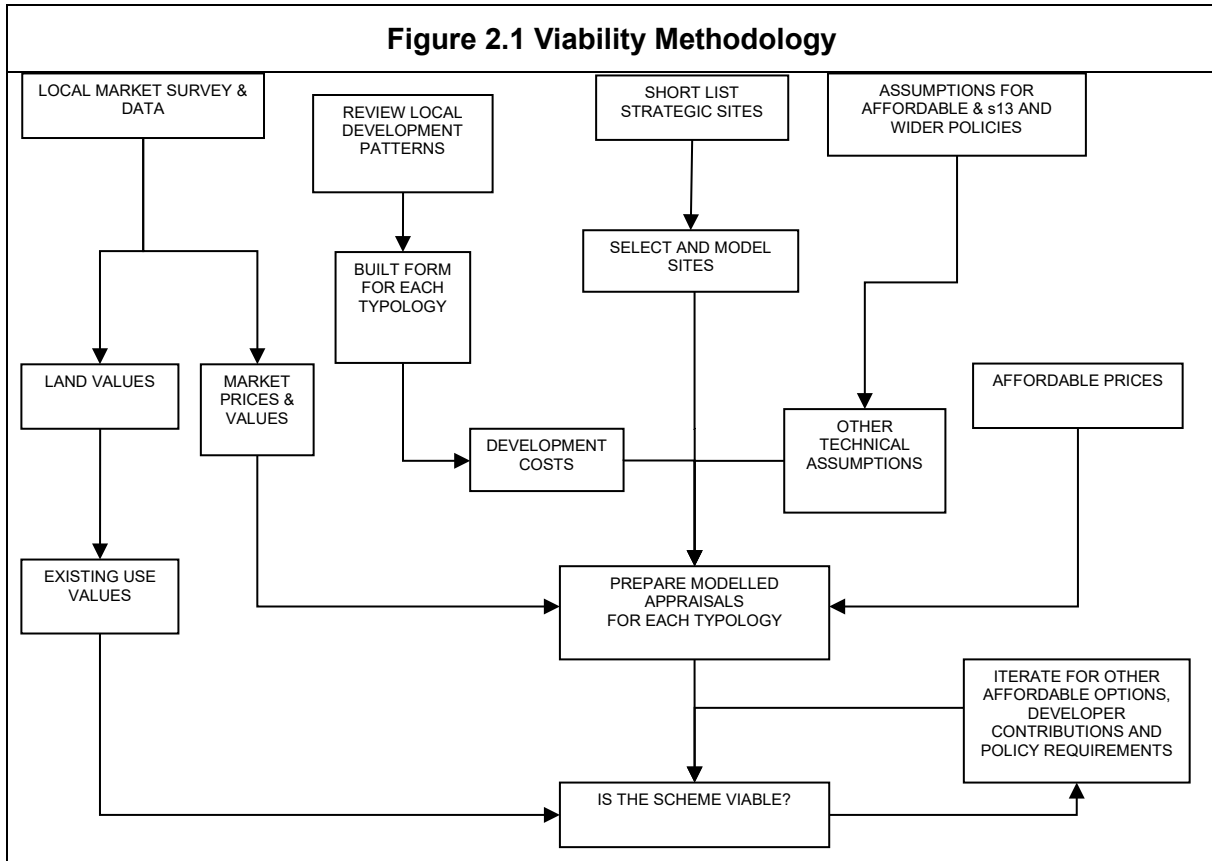 Figure 2.1 Viability Methodology
LOCAL MARKET SURVEY &
DATA
REVIEW LOCAL
DEVELOPMENT
PATTERNS
SHORT LIST
STRATEGIC SITES
ASSUMPTIONS FOR
AFFORDABLE & s13 AND
WIDER POLICIES
BUILT FORM
FOR EACH
TYPOLOGY
SELECT AND MODEL
SITES
LAND VALUES
MARKET
PRICES &
VALUES
DEVELOPMENT
COSTS
OTHER
TECHNICAL
ASSUMPTIONS
AFFORDABLE PRICES
EXISTING USE
VALUES
PREPARE MODELLED
APPRAISALS
FOR EACH TYPOLOGY
ITERATE FOR OTHER
AFFORDABLE OPTIONS,
DEVELOPER
CONTRIBUTIONS AND
POLICY REQUIREMENTS
IS THE SCHEME VIABLE?